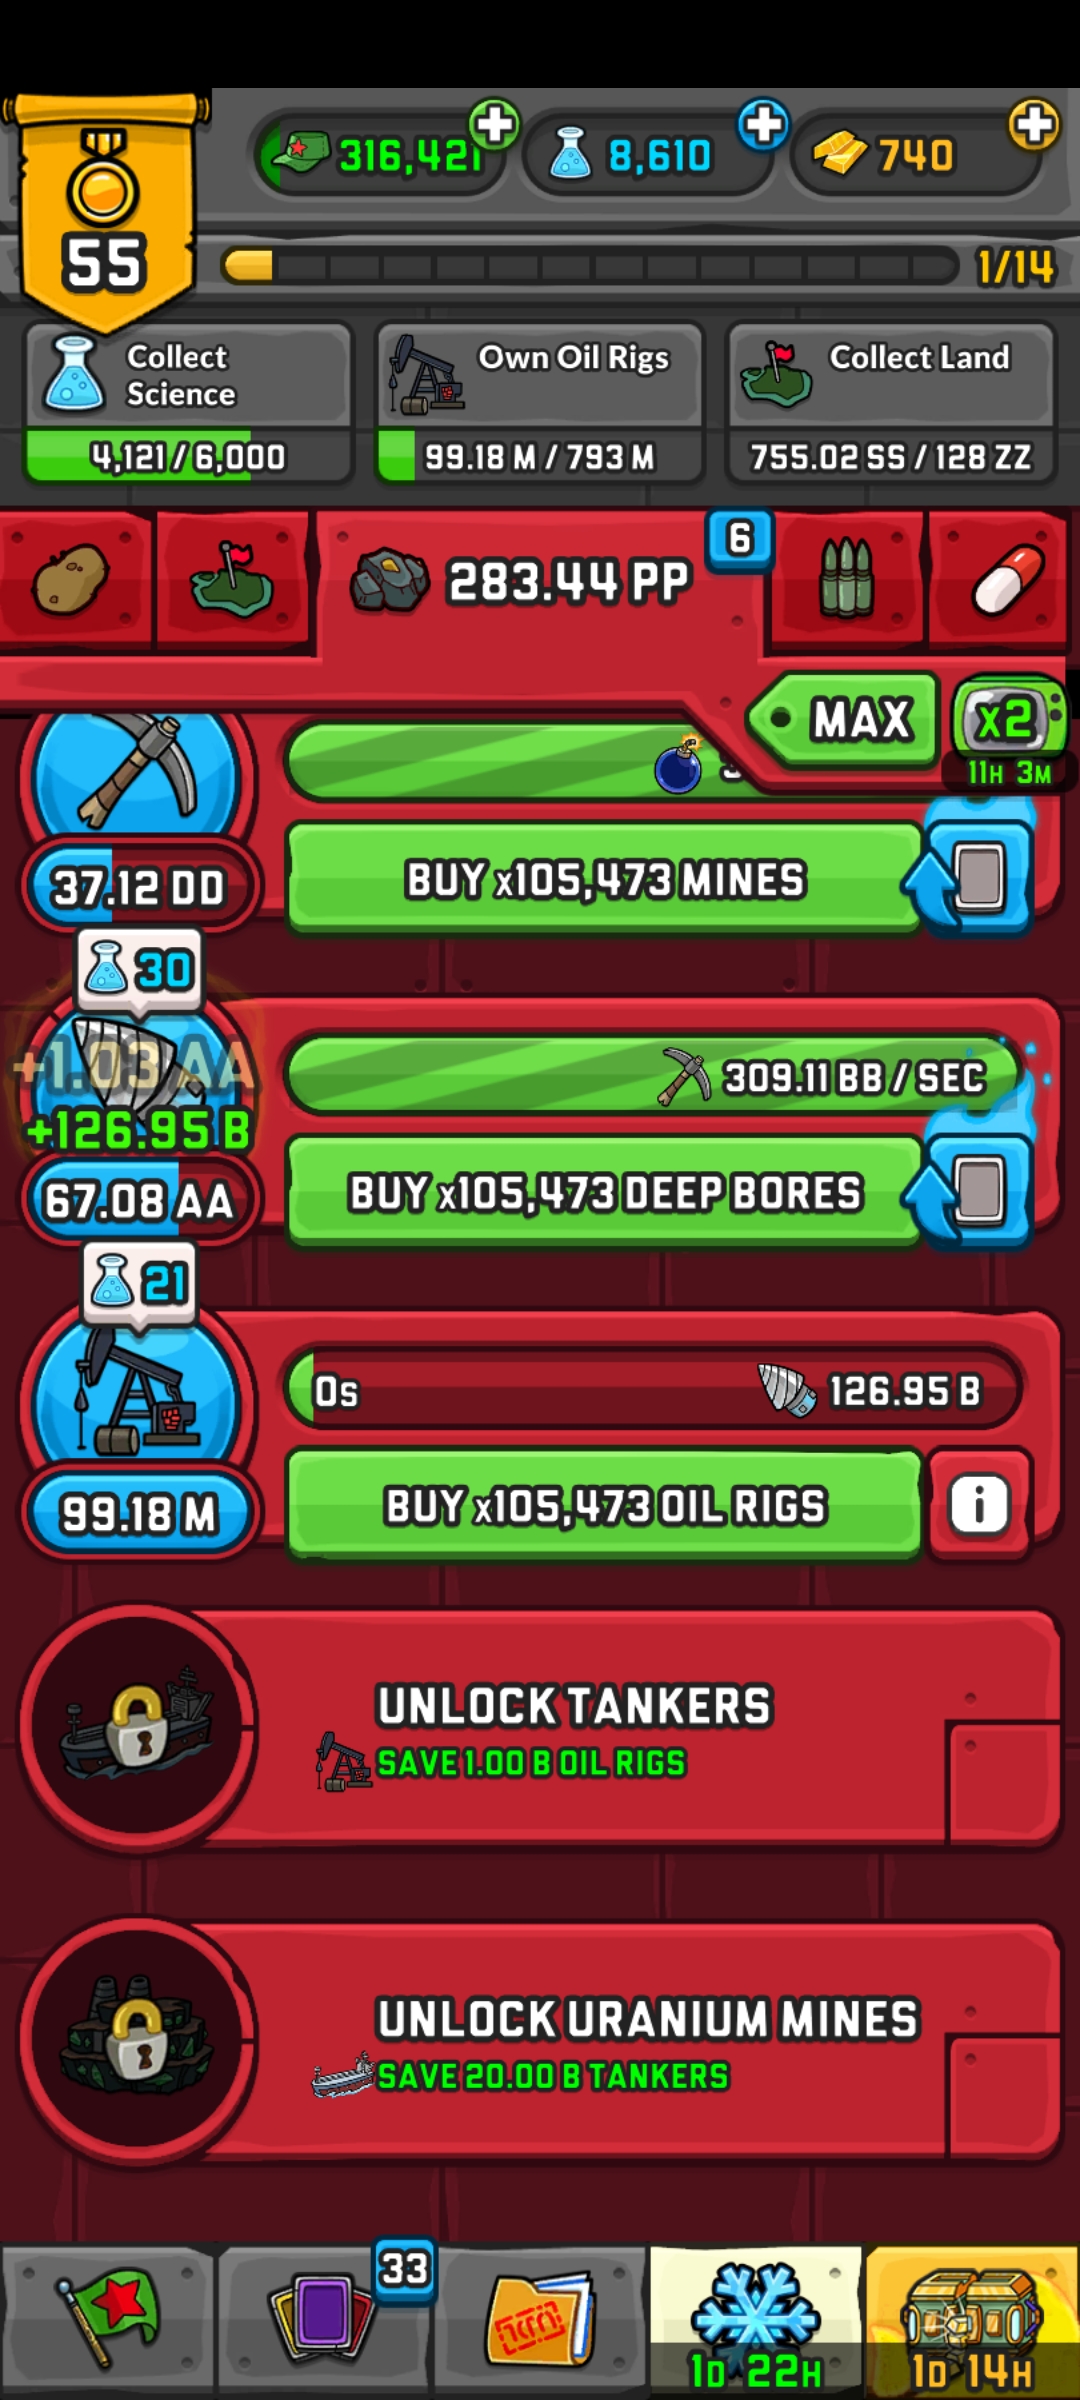 55
316,421
8,610
740
1/14
Collect
Science
4,121 / 6,000
Own Oil Rigs
99.18 M / 793 M
Collect Land
755.02 SS / 128 ZZ
283.44 PP
6
MAX
x2
11H 3M
37.12 DD
BUY x105,473 MINES
30
+1.03 AA
+126.95 B
67.08 AA
309.11 BB / SEC
BUY x105,473 DEEP BORES
21
99.18 M
0s
126.95 B
BUY x105,473 OIL RIGS
i
UNLOCK TANKERS
SAVE 1.00 B OIL RIGS
UNLOCK URANIUM MINES
SAVE 20.00 B TANKERS
33
1D 22H
1D 14H